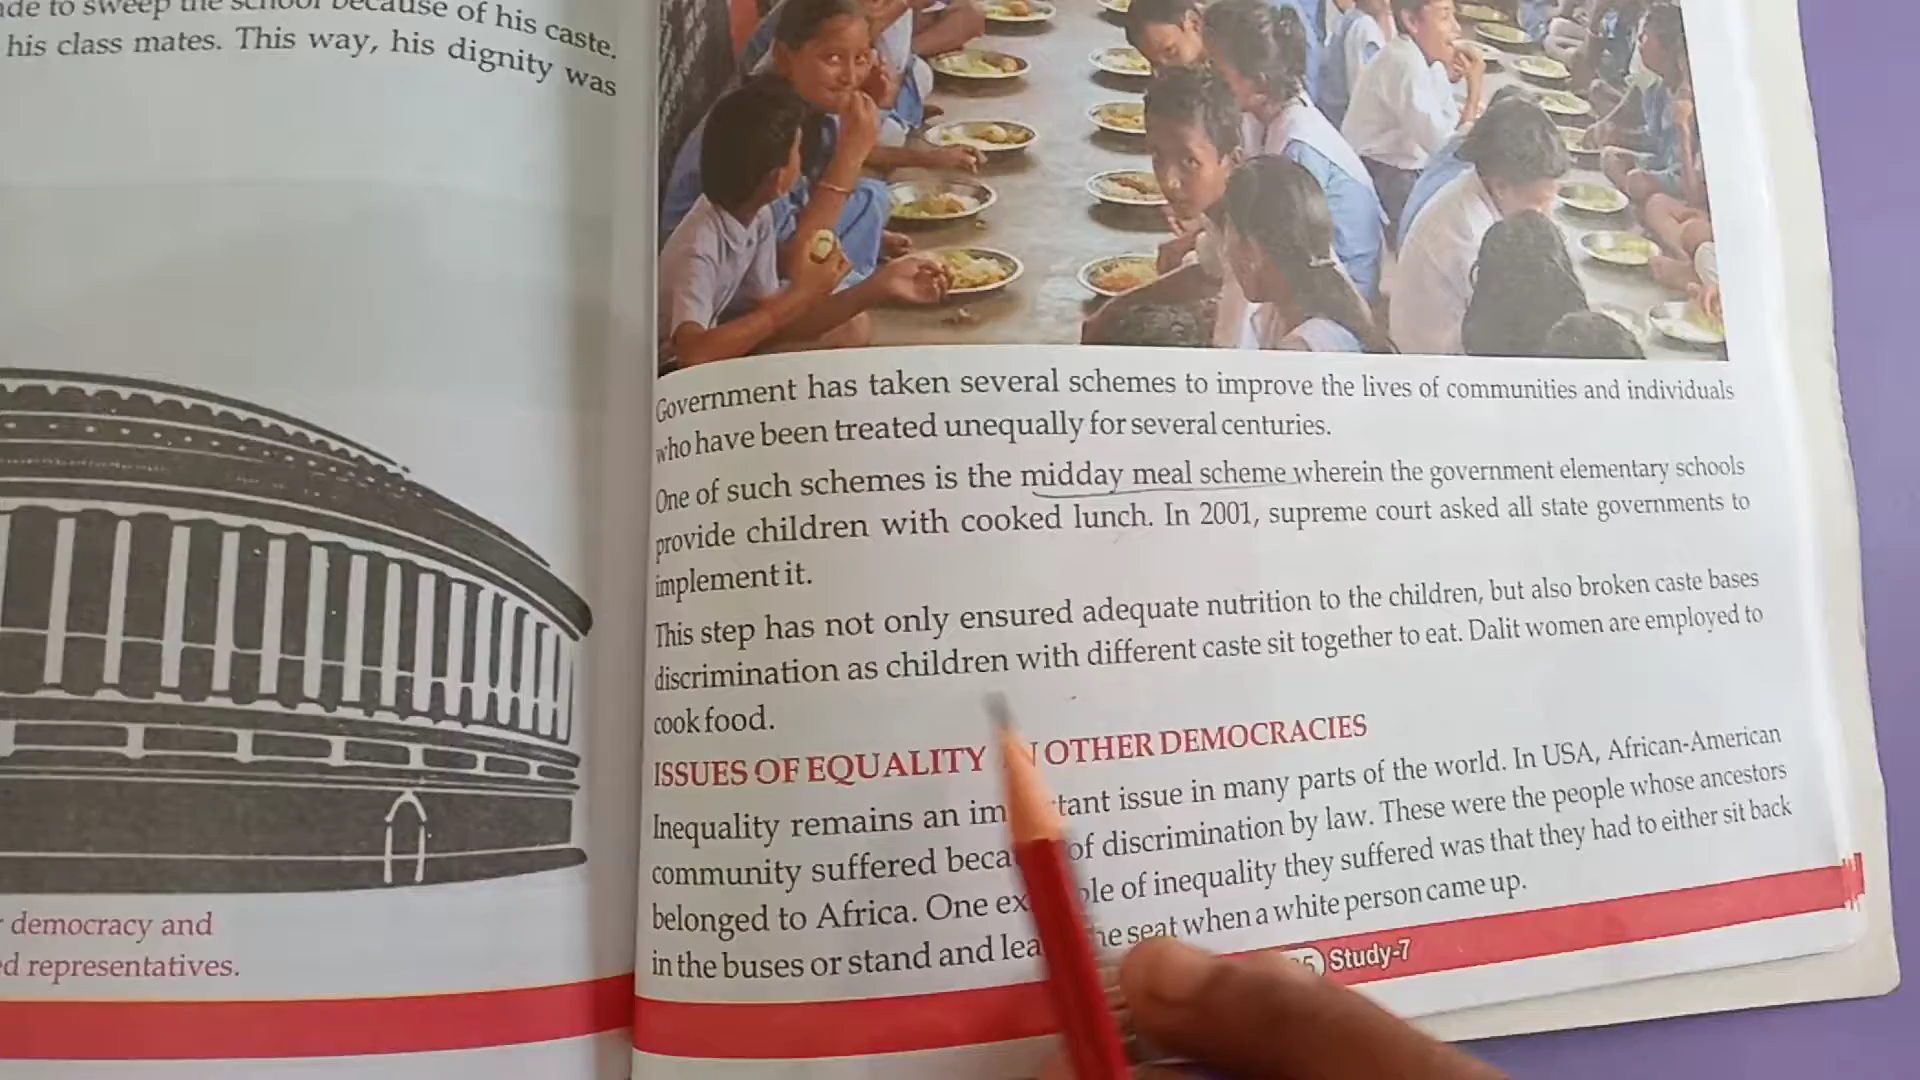 to sweep the school because of his caste.
his class mates. This way, his dignity was
democracy and
representatives.
Government has taken several schemes to improve the lives of communities and individuals
who have been treated unequally for several centuries.
One of such schemes is the midday meal scheme wherein the government elementary schools
provide children with cooked lunch. In 2001, supreme court asked all state governments to
implement it.
This step has not only ensured adequate nutrition to the children, but also broken caste bases
discrimination as children with different caste sit together to eat. Dalit women are employed to
cook food.
ISSUES OF EQUALITY OTHER DEMOCRACIES
Inequality remains an issue in many parts of the world. In USA, African-American
community suffered of discrimination by law. These were the people whose ancestors
belonged to Africa. One of inequality they suffered was that they had to either sit back
in the buses or stand and seat when a white person came up.
Study-7